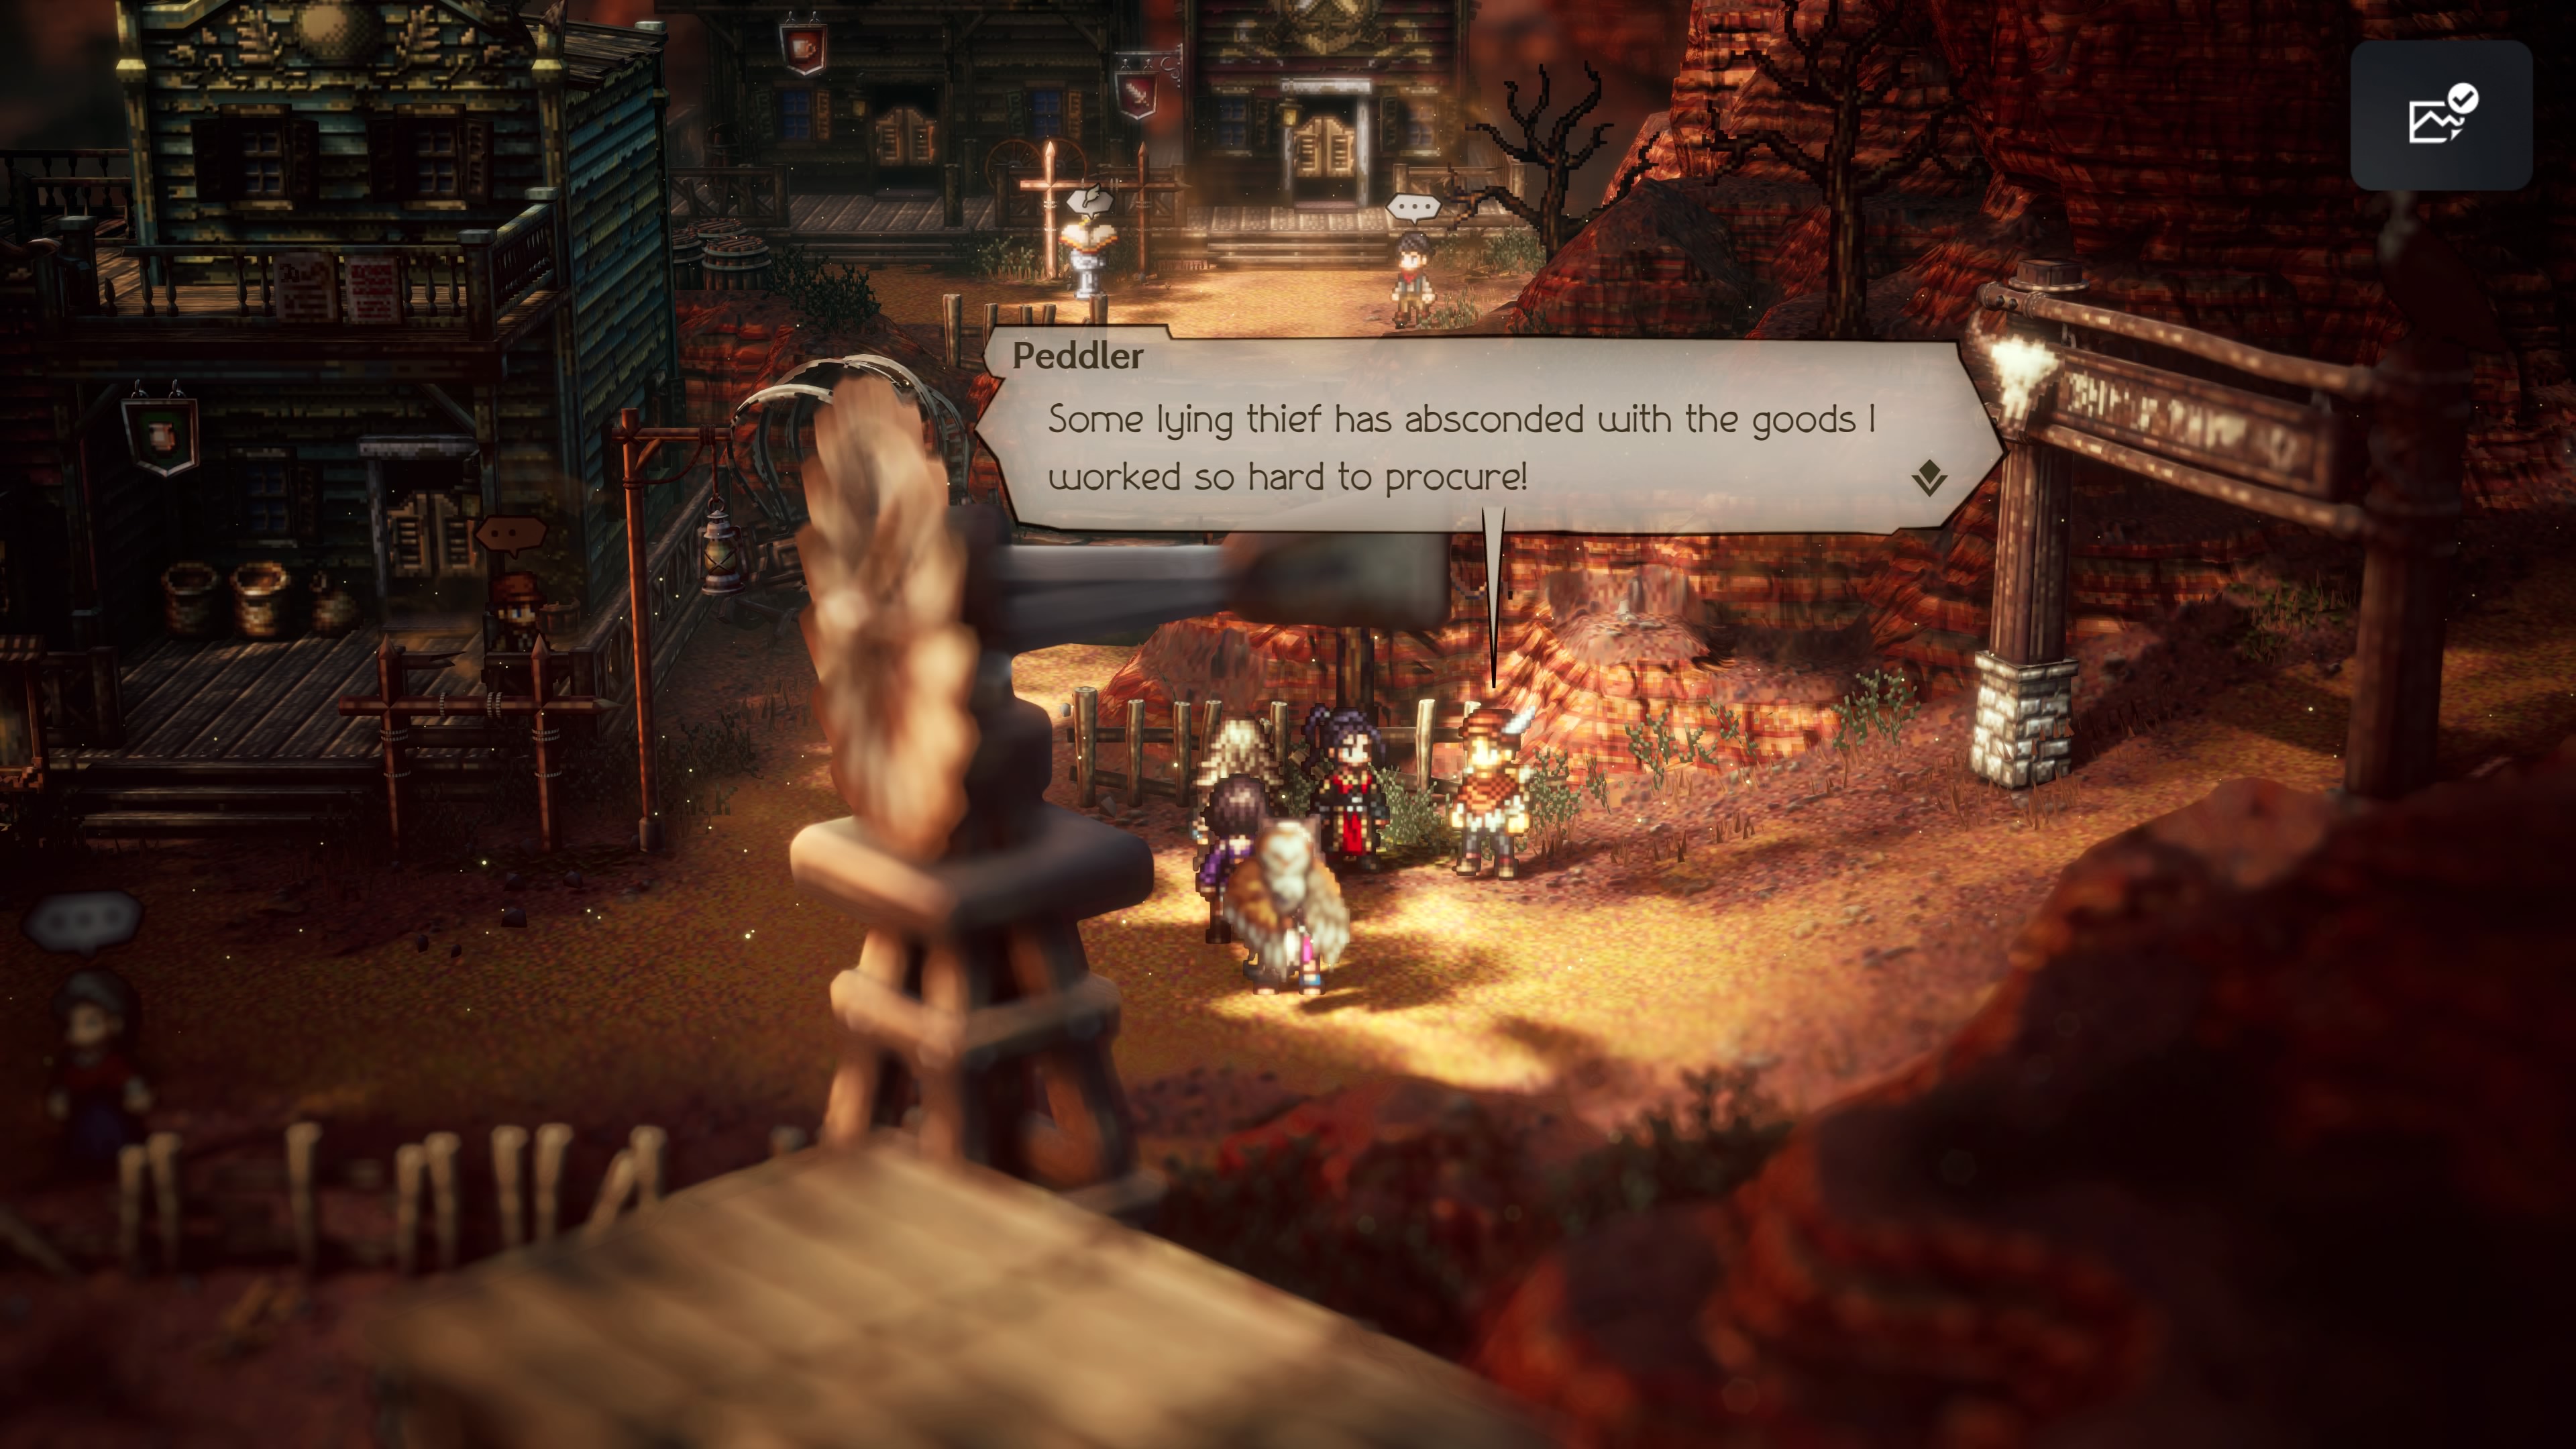 Peddler
Some lying thief has absconded with the goods I
worked so hard to procure!